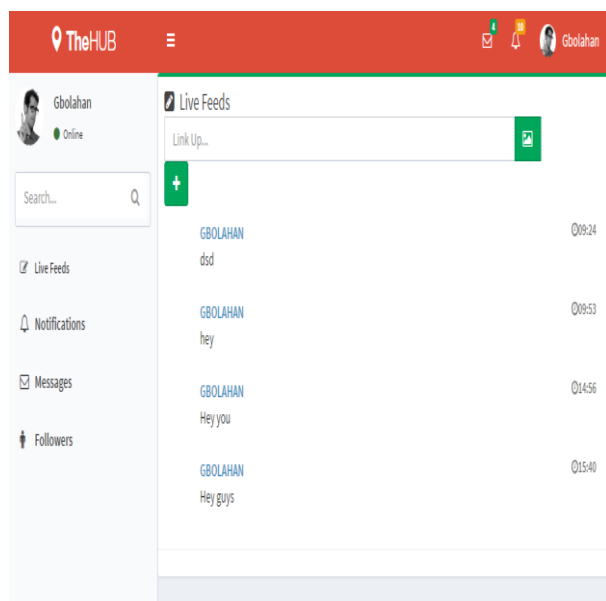 TheHUB
4
10
Gbolahan
Gbolahan
Online
Search...
Live Feeds
Notifications
Messages
Followers
Live Feeds
Link Up...
GBOLAHAN
09:24
dsd
GBOLAHAN
09:53
hey
GBOLAHAN
14:56
Hey you
GBOLAHAN
15:40
Hey guys